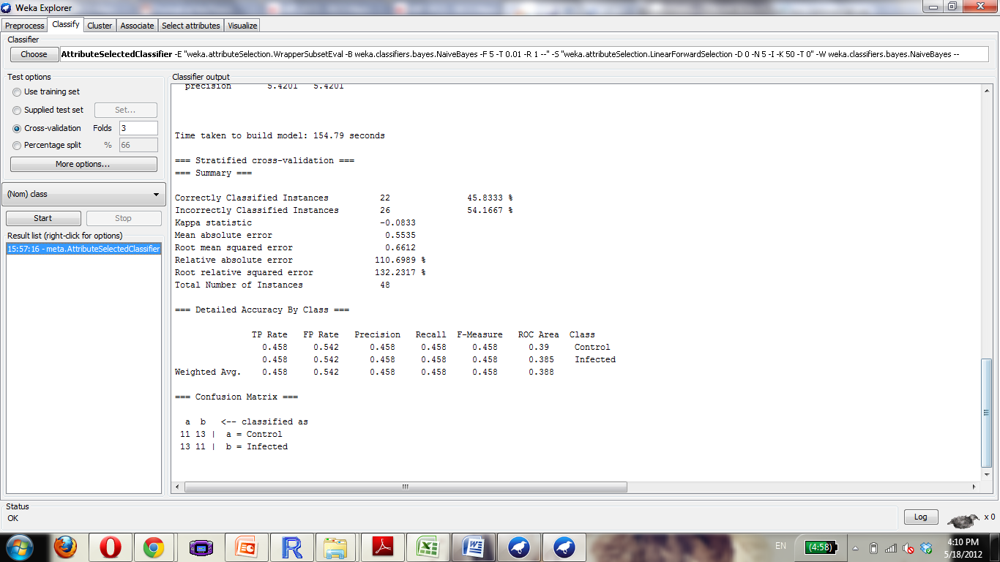 Weka Explorer
Preprocess Classify Cluster Associate Select attributes Visualize
Classifier
Choose AttributeSelectedClassifier -E "weka.attributeSelection.WrapperSubsetEval -B weka.classifiers.bayes.NaiveBayes -F 5 -T 0.01 -R 1 --" -S "weka.attributeSelection.LinearForwardSelection -D 0 -N 5 -I -K 50 -T 0" -W weka.classifiers.bayes.NaiveBayes --
Test options
Use training set
Supplied test set Set...
Cross-validation Folds 3
Percentage split % 66
More options...
(Nom) class
Start Stop
Result list (right-click for options)
15:57:16 - meta.AttributeSelectedClassifier
Classifier output
precision 5.4201 5.4201
Time taken to build model: 154.79 seconds
=== Stratified cross-validation ===
=== Summary ===
Correctly Classified Instances 22 45.8333 %
Incorrectly Classified Instances 26 54.1667 %
Kappa statistic -0.0833
Mean absolute error 0.5535
Root mean squared error 0.6612
Relative absolute error 110.6989 %
Root relative squared error 132.2317 %
Total Number of Instances 48
=== Detailed Accuracy By Class ===
TP Rate FP Rate Precision Recall F-Measure ROC Area Class
0.458 0.542 0.458 0.458 0.458 0.39 Control
0.458 0.542 0.458 0.458 0.458 0.385 Infected
Weighted Avg. 0.458 0.542 0.458 0.458 0.458 0.388
=== Confusion Matrix ===
a b <-- classified as
11 13 | a = Control
13 11 | b = Infected
Status
OK
Log x 0
EN (4:58) 4:10 PM
5/18/2012